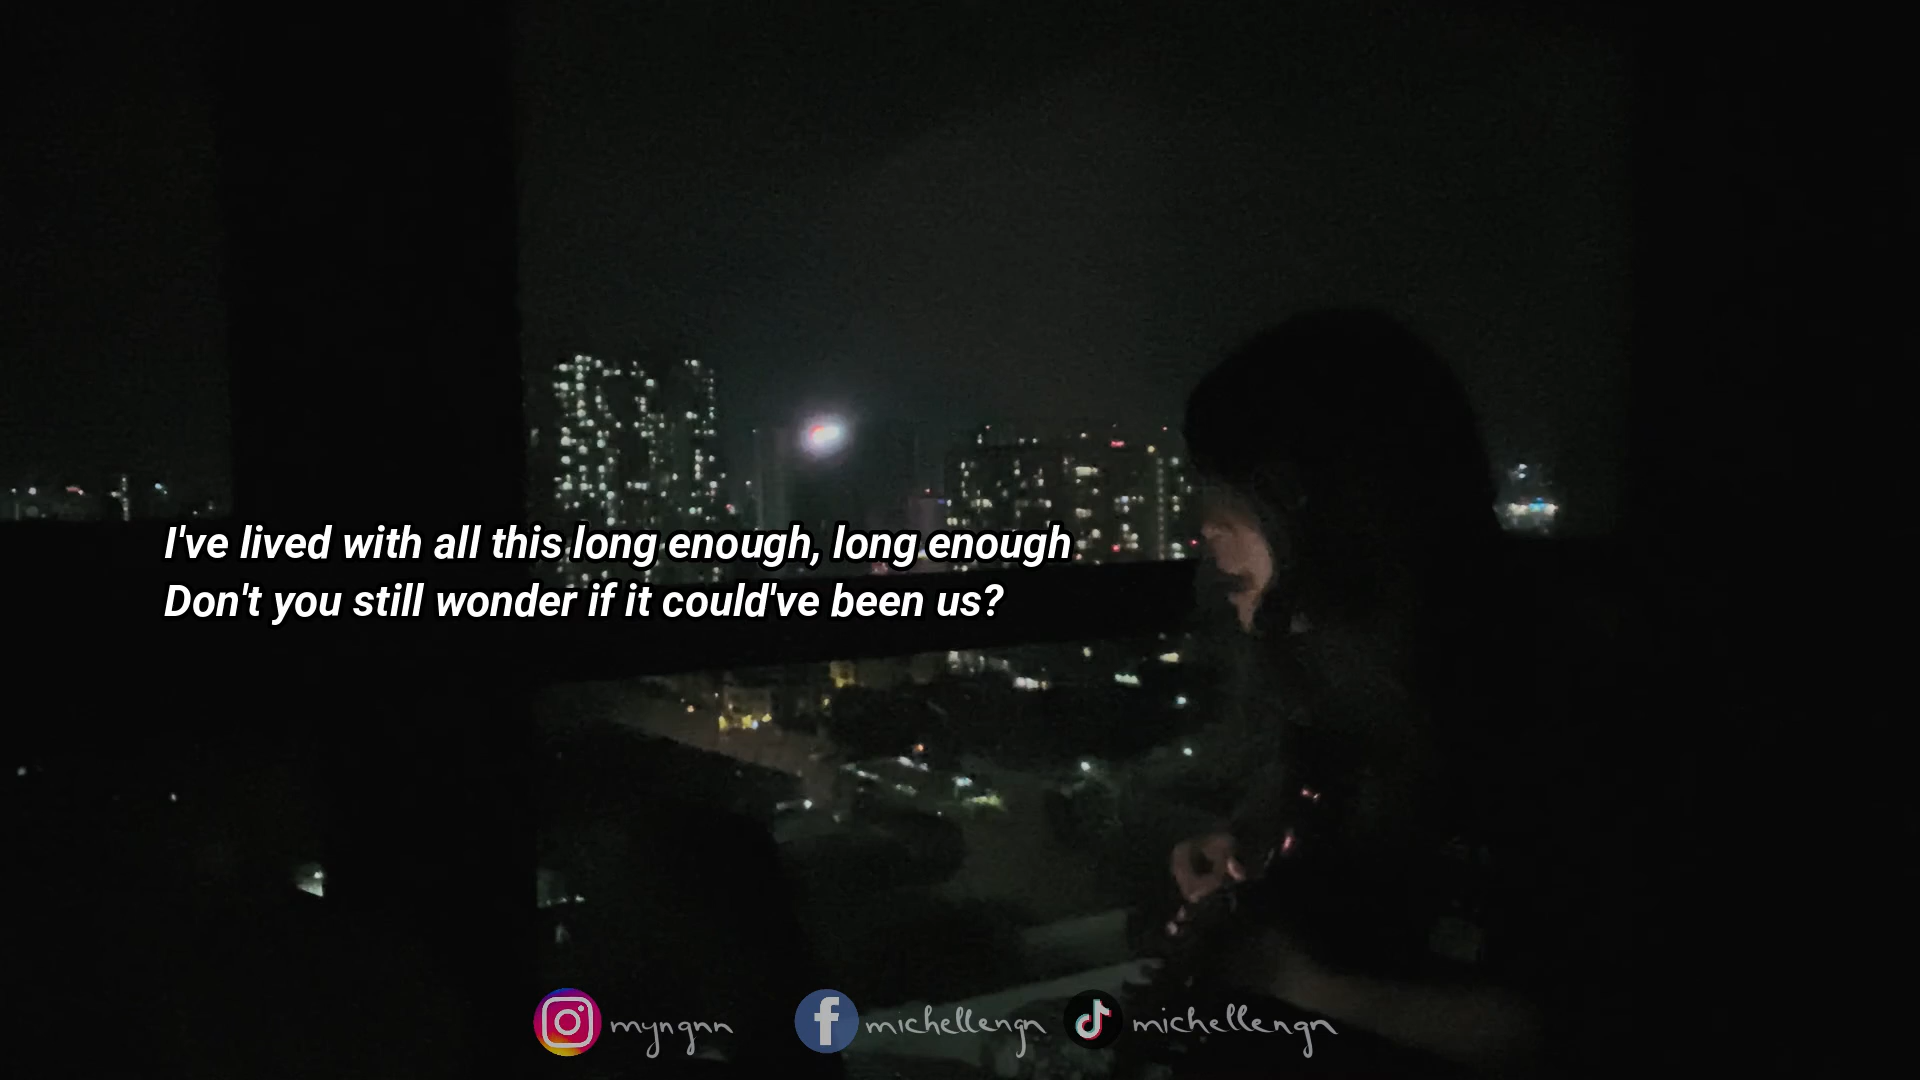 I've lived with all this long enough, long enough
Don't you still wonder if it could've been us?
myngnn
michellengn
michellengn